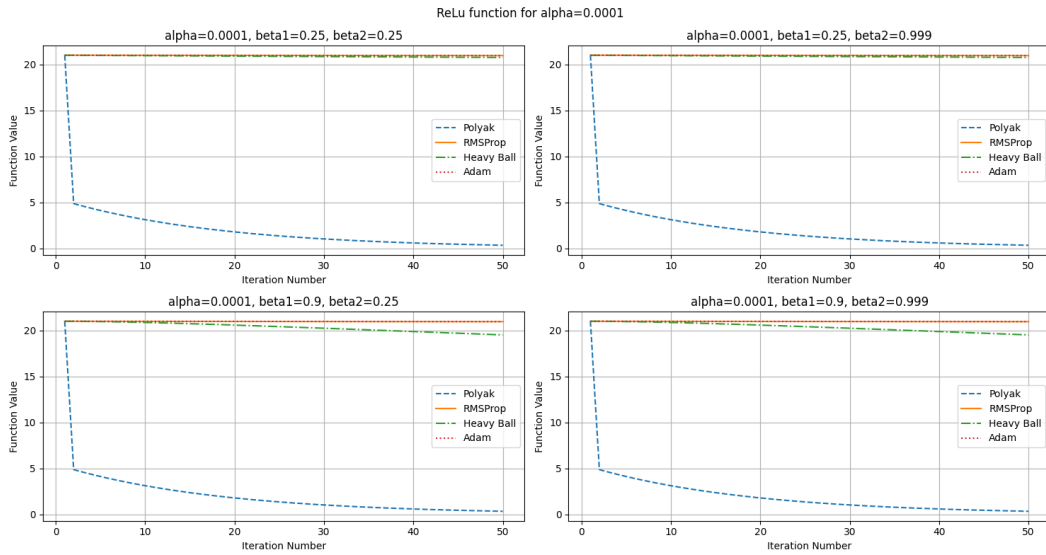 ReLu function for alpha=0.0001
alpha=0.0001, beta1=0.25, beta2=0.25
Function Value
20
15
10
5
0
Polyak
RMSProp
Heavy Ball
Adam
0 10 20 30 40 50
Iteration Number
alpha=0.0001, beta1=0.25, beta2=0.999
Function Value
20
15
10
5
0
Polyak
RMSProp
Heavy Ball
Adam
0 10 20 30 40 50
Iteration Number
alpha=0.0001, beta1=0.9, beta2=0.25
Function Value
20
15
10
5
0
Polyak
RMSProp
Heavy Ball
Adam
0 10 20 30 40 50
Iteration Number
alpha=0.0001, beta1=0.9, beta2=0.999
Function Value
20
15
10
5
0
Polyak
RMSProp
Heavy Ball
Adam
0 10 20 30 40 50
Iteration Number